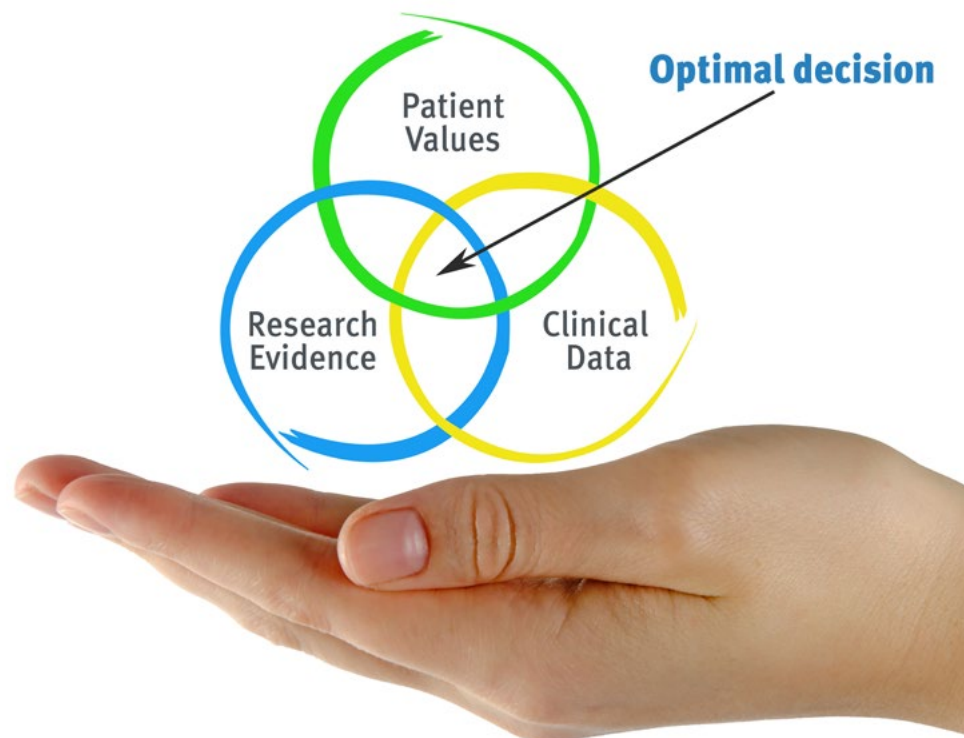 Optimal decision
Patient
Values
Research
Evidence
Clinical
Data